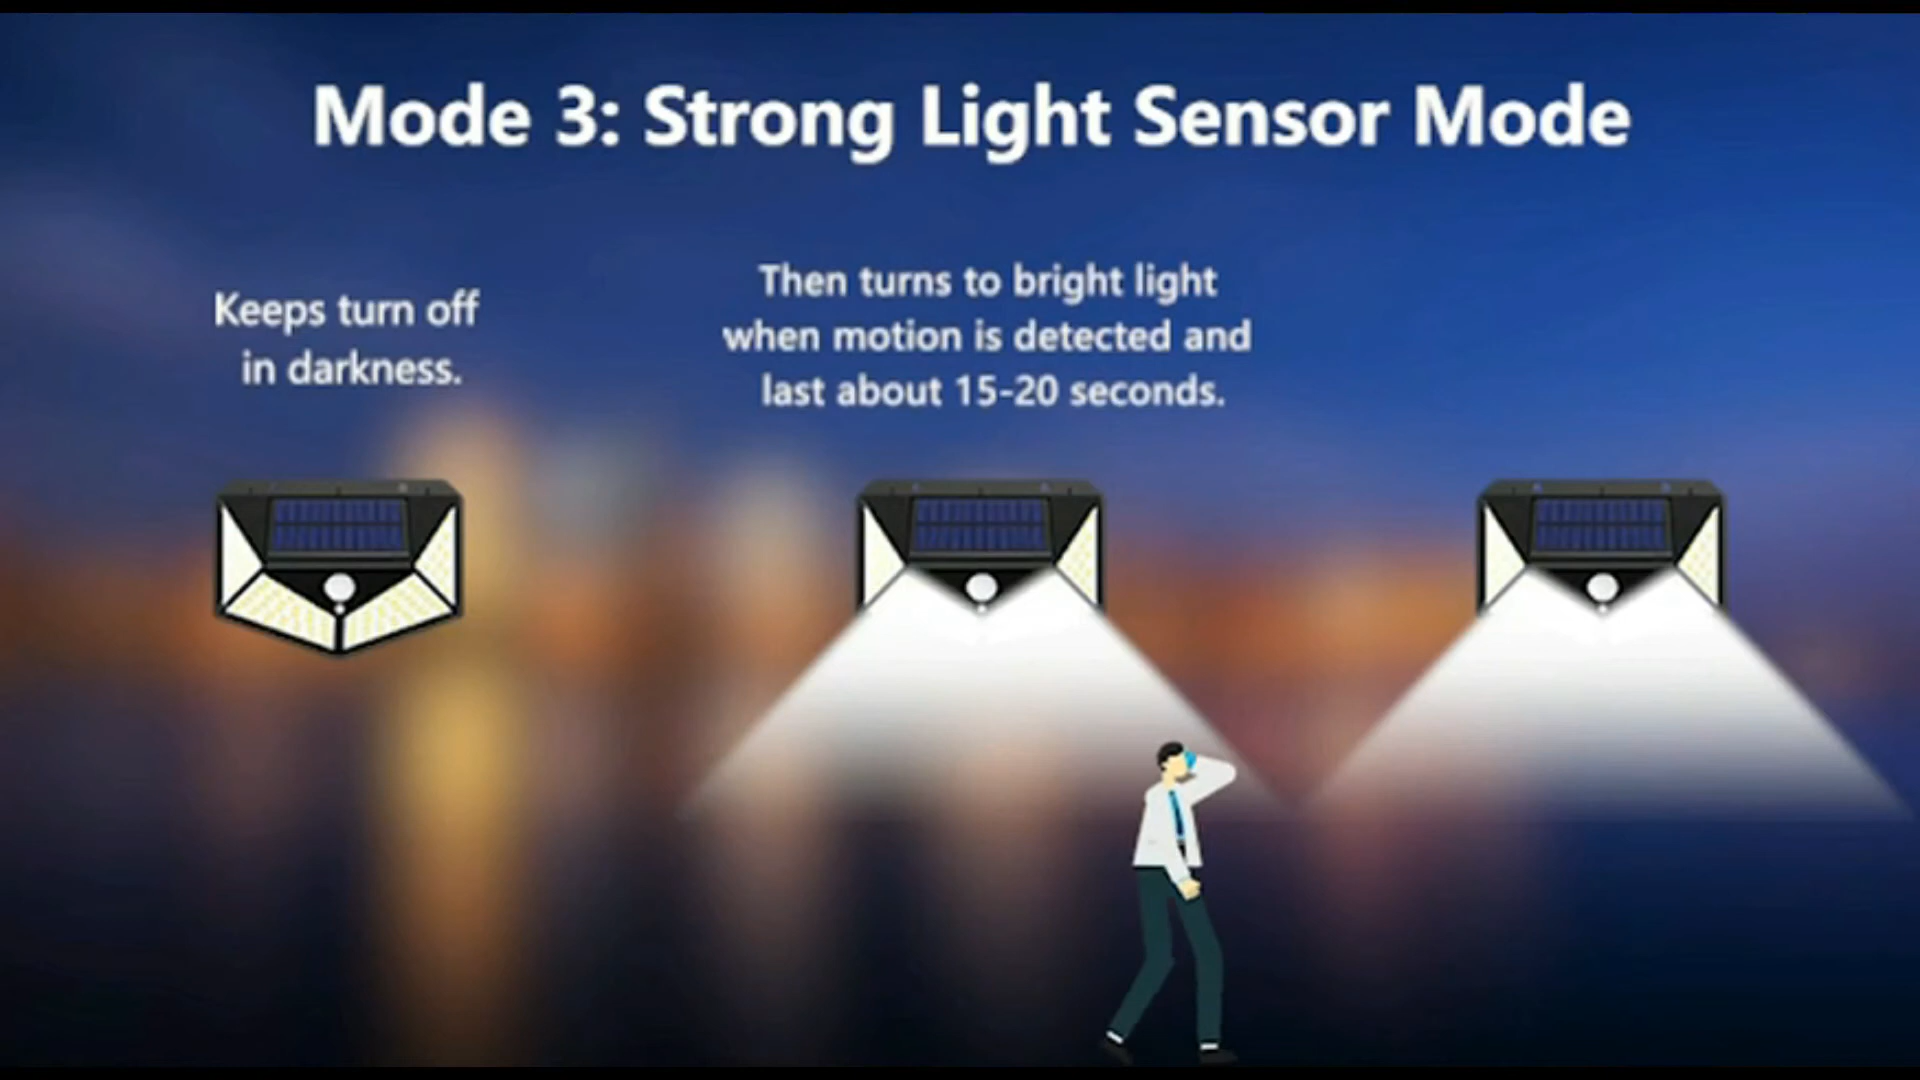 Mode 3: Strong Light Sensor Mode
Keeps turn off
in darkness.
Then turns to bright light
when motion is detected and
last about 15-20 seconds.